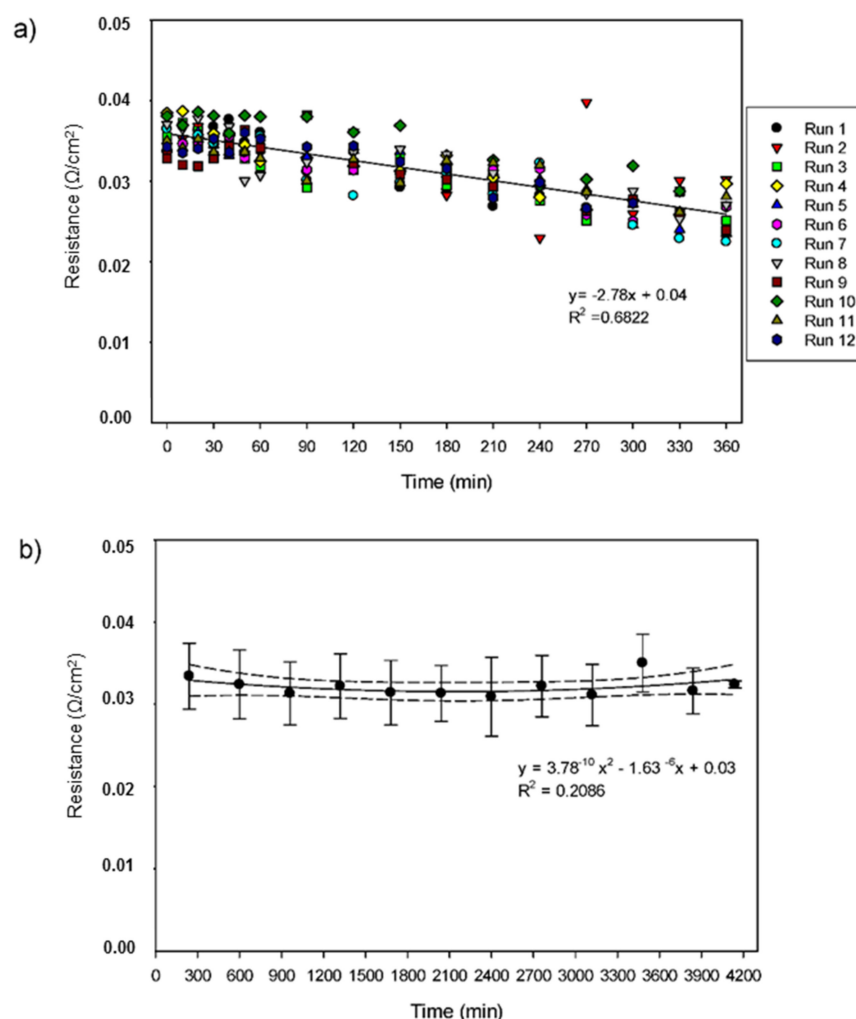 a)
0.05
0.04
0.03
0.02
0.01
0.00
Resistance (Ω/cm²)
y= -2.78x + 0.04
R² =0.6822
0 30 60 90 120 150 180 210 240 270 300 330 360
Time (min)
Run 1
Run 2
Run 3
Run 4
Run 5
Run 6
Run 7
Run 8
Run 9
Run 10
Run 11
Run 12
b)
0.05
0.04
0.03
0.02
0.01
0.00
Resistance (Ω/cm²)
y = 3.78⁻¹⁰ x² - 1.63 ⁻⁶x + 0.03
R² = 0.2086
0 300 600 900 1200 1500 1800 2100 2400 2700 3000 3300 3600 3900 4200
Time (min)